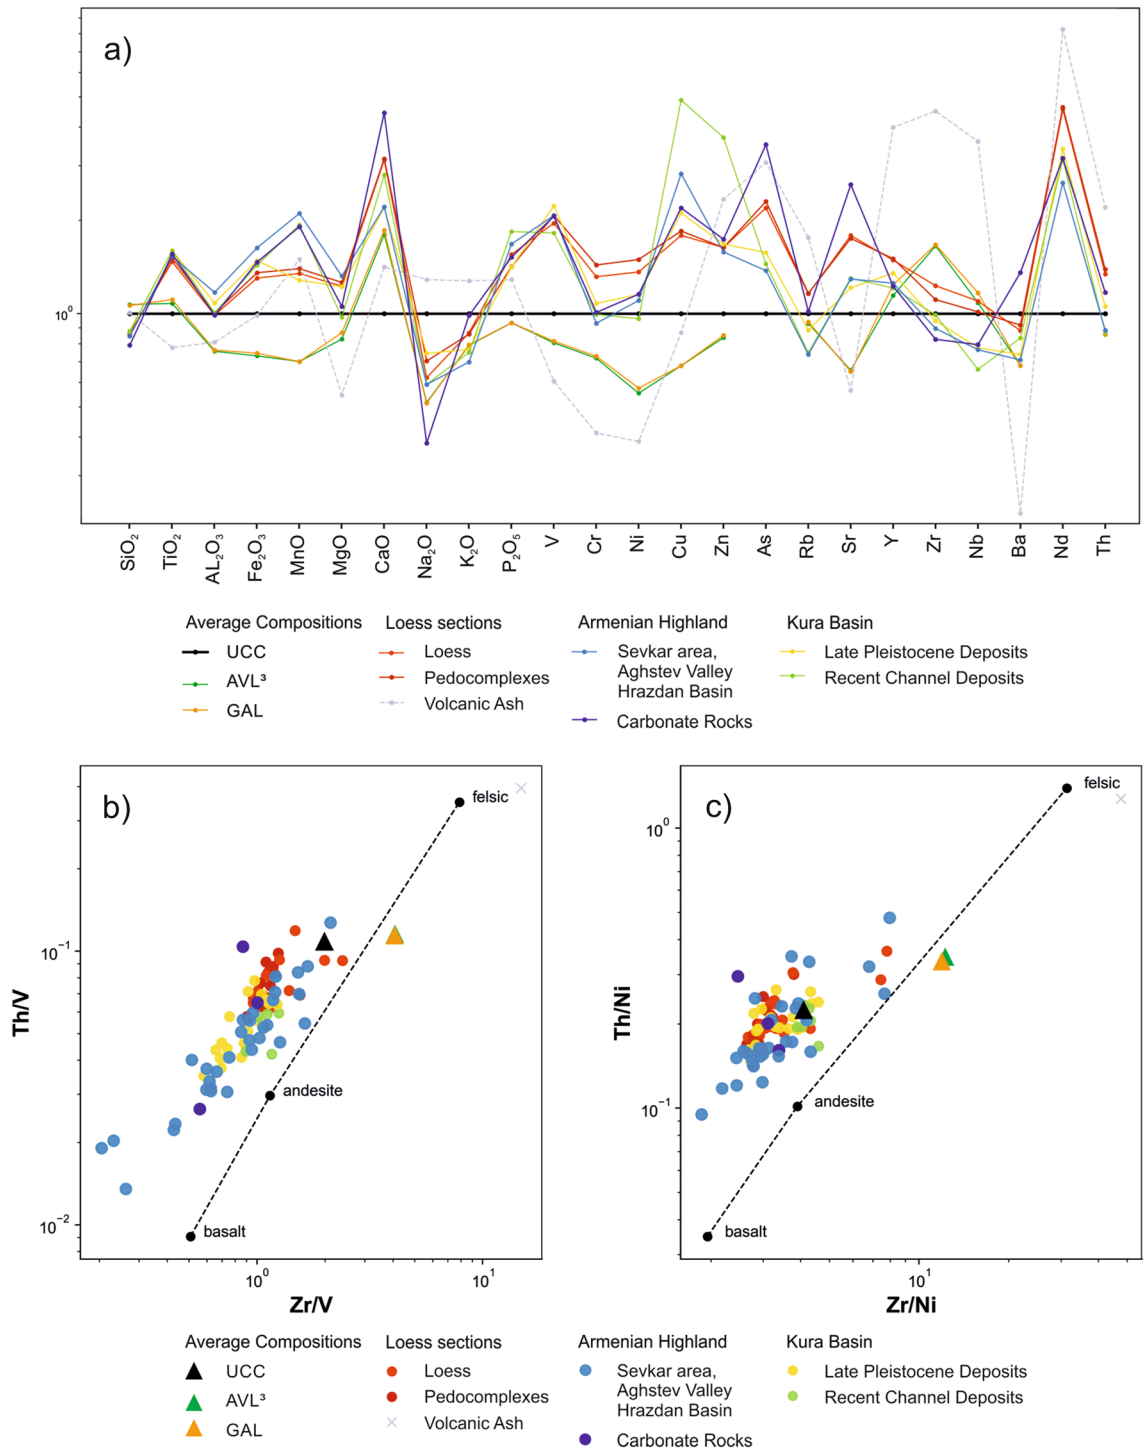 a)
10⁰
SiO₂ TiO₂ AL₂O₃ Fe₂O₃ MnO MgO CaO Na₂O K₂O P₂O₅ V Cr Ni Cu Zn As Rb Sr Y Zr Nb Ba Nd Th
Average Compositions
UCC
AVL³
GAL
Loess sections
Loess
Pedocomplexes
Volcanic Ash
Armenian Highland
Sevkar area,
Aghstev Valley
Hrazdan Basin
Carbonate Rocks
Kura Basin
Late Pleistocene Deposits
Recent Channel Deposits
b)
felsic
andesite
basalt
10⁻¹
10⁻²
Th/V
10⁰ 10¹
Zr/V
c)
felsic
andesite
basalt
10⁰
10⁻¹
Th/Ni
10¹
Zr/Ni
Average Compositions
UCC
AVL³
GAL
Loess sections
Loess
Pedocomplexes
Volcanic Ash
Armenian Highland
Sevkar area,
Aghstev Valley
Hrazdan Basin
Carbonate Rocks
Kura Basin
Late Pleistocene Deposits
Recent Channel Deposits